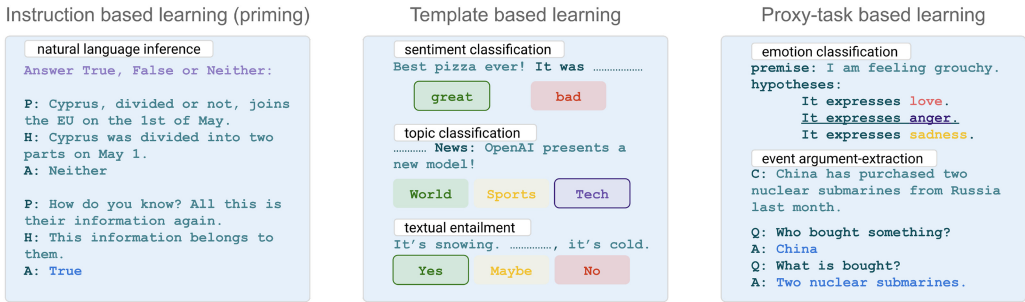 Instruction based learning (priming)
natural language inference
Answer True, False or Neither:
P: Cyprus, divided or not, joins
the EU on the 1st of May.
H: Cyprus was divided into two
parts on May 1.
A: Neither
P: How do you know? All this is
their information again.
H: This information belongs to
them.
A: True
Template based learning
sentiment classification
Best pizza ever! It was ..................
great bad
topic classification
............ News: OpenAI presents a
new model!
World Sports Tech
textual entailment
It's snowing. ..............., it's cold.
Yes Maybe No
Proxy-task based learning
emotion classification
premise: I am feeling grouchy.
hypotheses:
It expresses love.
It expresses anger.
It expresses sadness.
event argument-extraction
C: China has purchased two
nuclear submarines from Russia
last month.
Q: Who bought something?
A: China
Q: What is bought?
A: Two nuclear submarines.